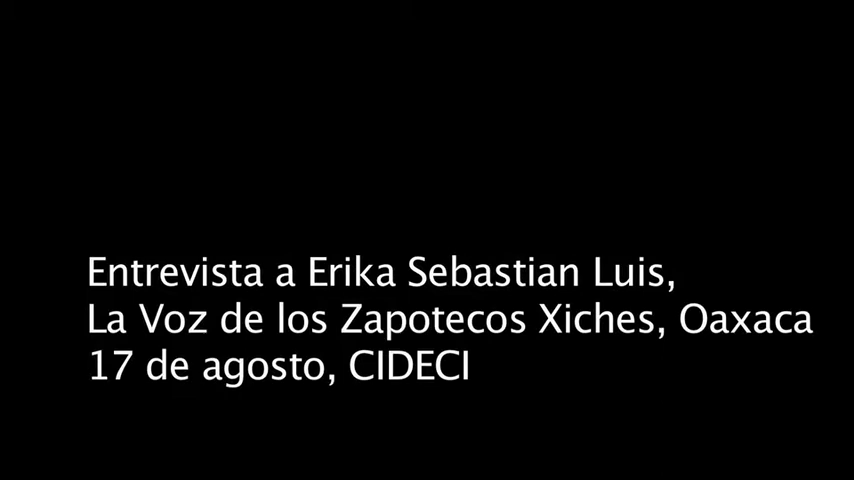 Entrevista a Erika Sebastian Luis,
La Voz de los Zapotecos Xiches, Oaxaca
17 de agosto, CIDECI